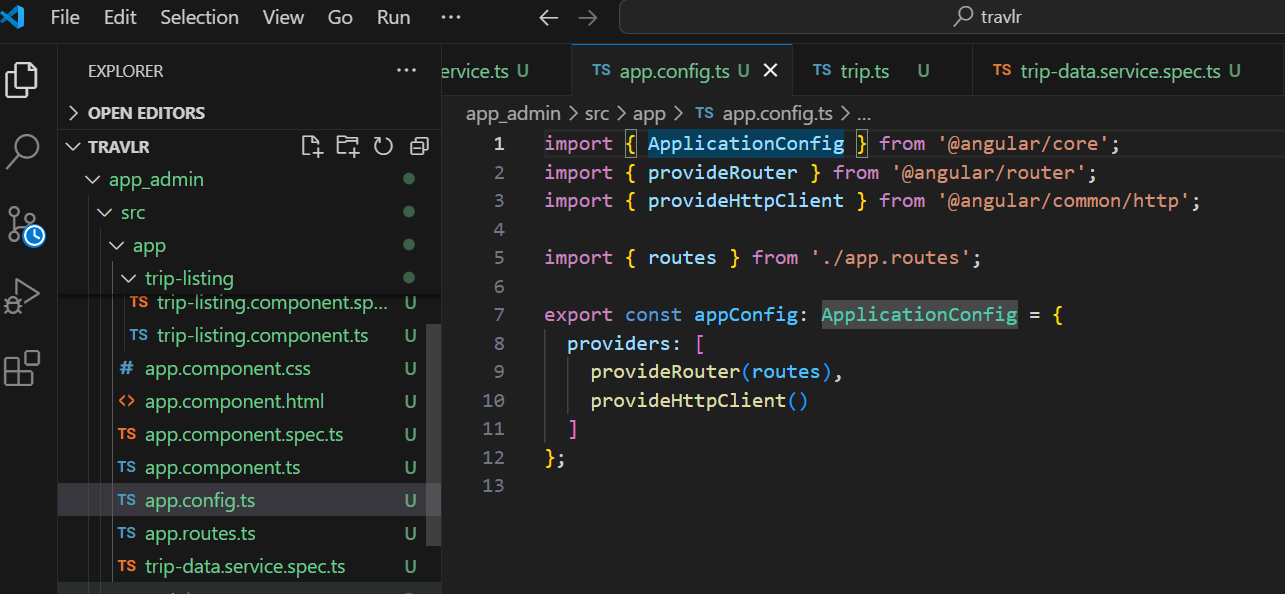 File Edit Selection View Go Run ... travlr
EXPLORER ...
ervice.ts U TS app.config.ts U TS trip.ts U TS trip-data.service.spec.ts U
OPEN EDITORS
TRAVLR
app_admin
src
app
trip-listing
TS trip-listing.component.sp... U
TS trip-listing.component.ts U
# app.component.css U
<> app.component.html U
TS app.component.spec.ts U
TS app.component.ts U
TS app.config.ts U
TS app.routes.ts U
TS trip-data.service.spec.ts U
app_admin > src > app > TS app.config.ts > ...
1 import { ApplicationConfig } from '@angular/core';
2 import { provideRouter } from '@angular/router';
3 import { provideHttpClient } from '@angular/common/http';
4
5 import { routes } from './app.routes';
6
7 export const appConfig: ApplicationConfig = {
8 providers: [
9 provideRouter(routes),
10 provideHttpClient()
11 ]
12 };
13